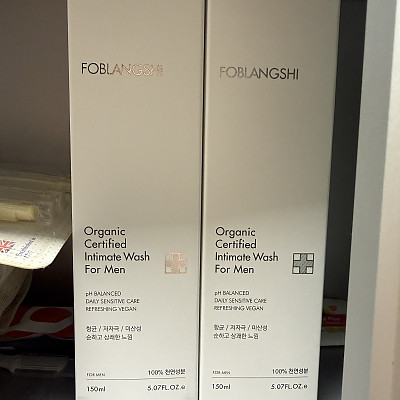 FOBLANGSHI
Organic
Certified
Intimate Wash
For Men
pH BALANCED
DAILY SENSITIVE CARE
REFRESHING VEGAN
항균 / 저자극 / 미산성
순하고 상쾌한 느낌
FOR MEN 100% 천연성분
150ml 5.07FL.OZ.e
FOBLANGSHI
Organic
Certified
Intimate Wash
For Men
pH BALANCED
DAILY SENSITIVE CARE
REFRESHING VEGAN
항균 / 저자극 / 미산성
순하고 상쾌한 느낌
FOR MEN 100% 천연성분
150ml 5.07FL.OZ.e